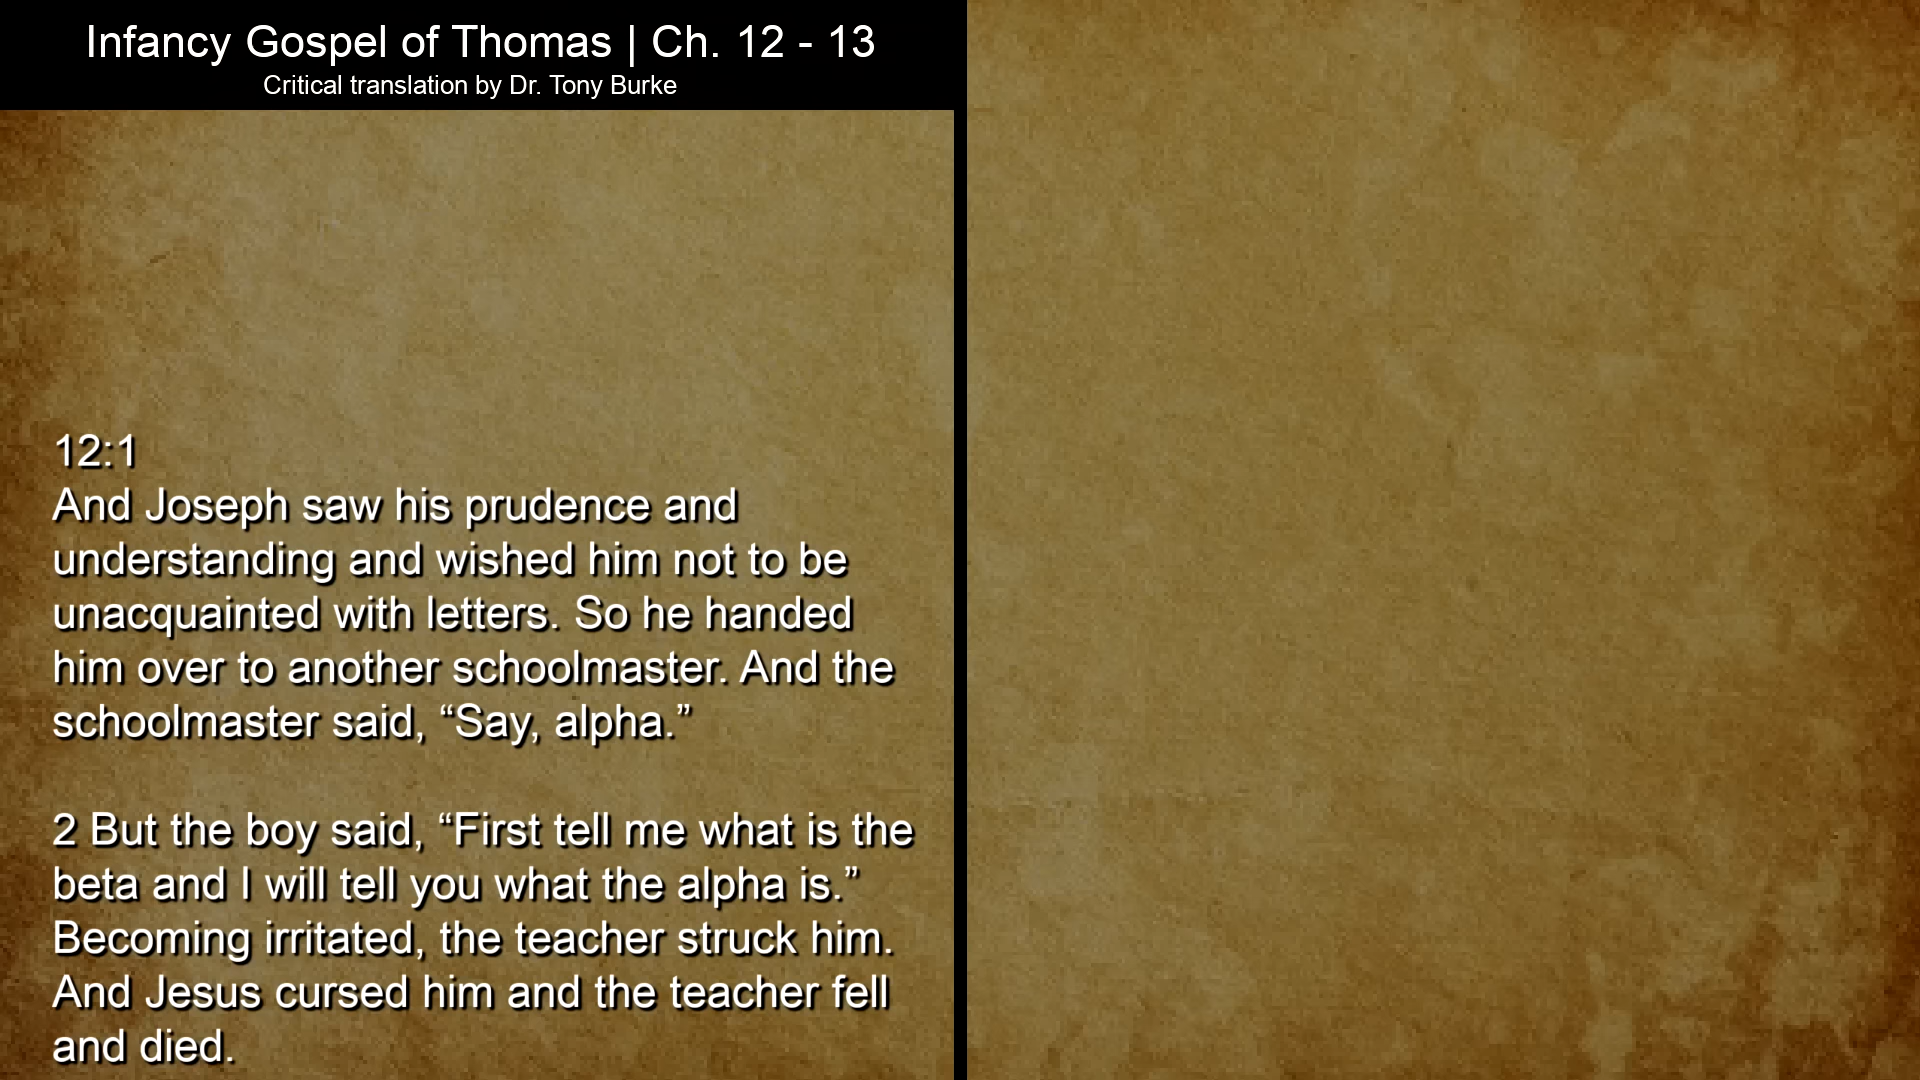 Infancy Gospel of Thomas | Ch. 12 - 13
Critical translation by Dr. Tony Burke
12:1
And Joseph saw his prudence and
understanding and wished him not to be
unacquainted with letters. So he handed
him over to another schoolmaster. And the
schoolmaster said, “Say, alpha.”
2 But the boy said, “First tell me what is the
beta and I will tell you what the alpha is.”
Becoming irritated, the teacher struck him.
And Jesus cursed him and the teacher fell
and died.